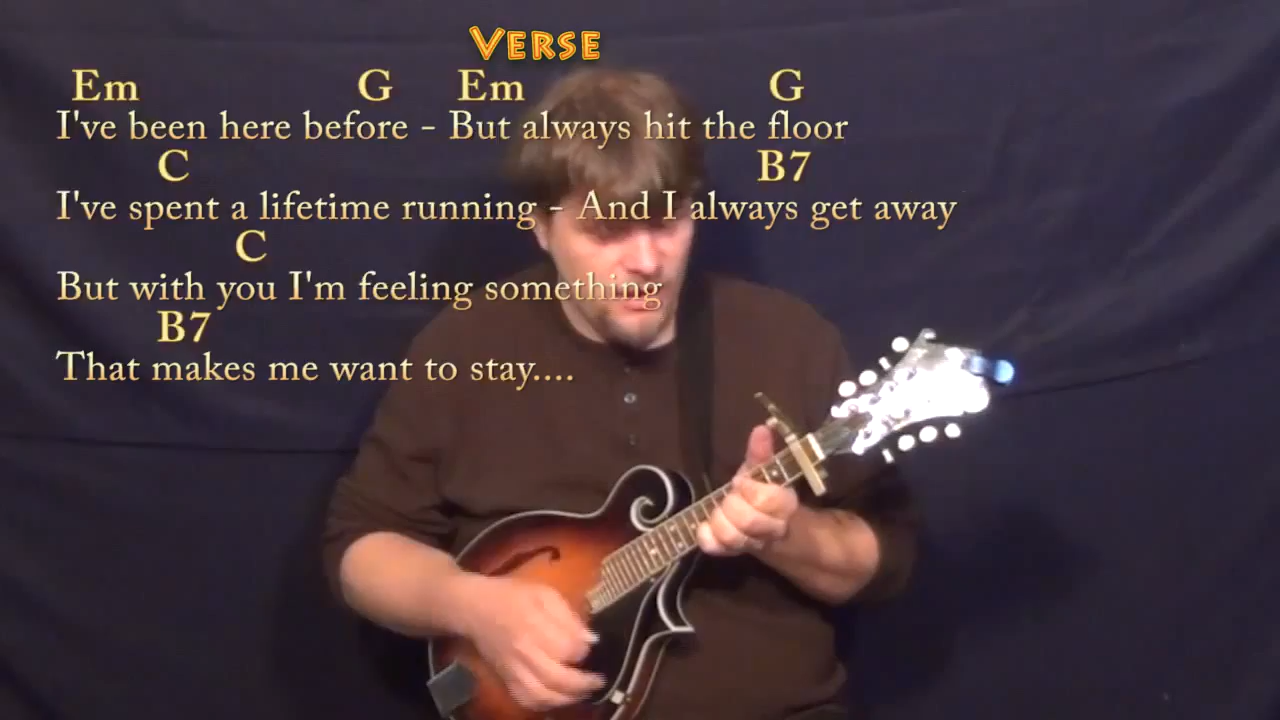 VERSE
Em G Em G
I've been here before - But always hit the floor
C B7
I've spent a lifetime running - And I always get away
C
But with you I'm feeling something
B7
That makes me want to stay....